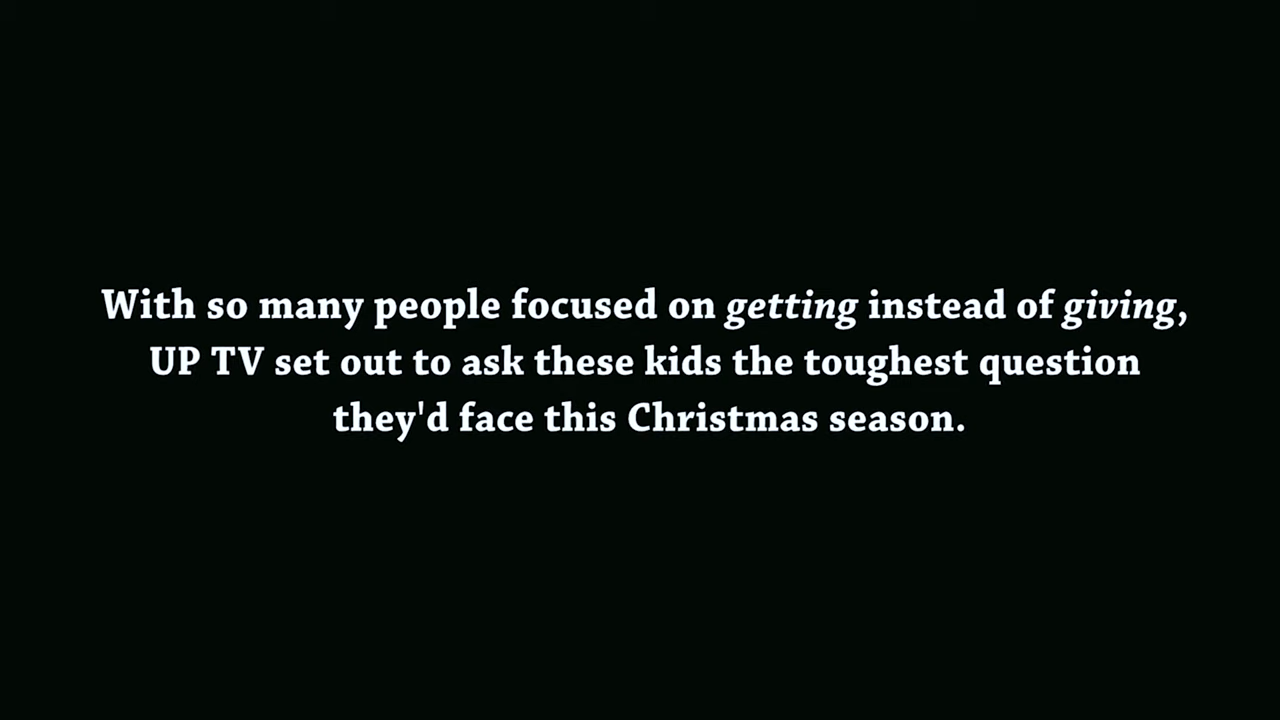 With so many people focused on getting instead of giving,
UP TV set out to ask these kids the toughest question
they'd face this Christmas season.